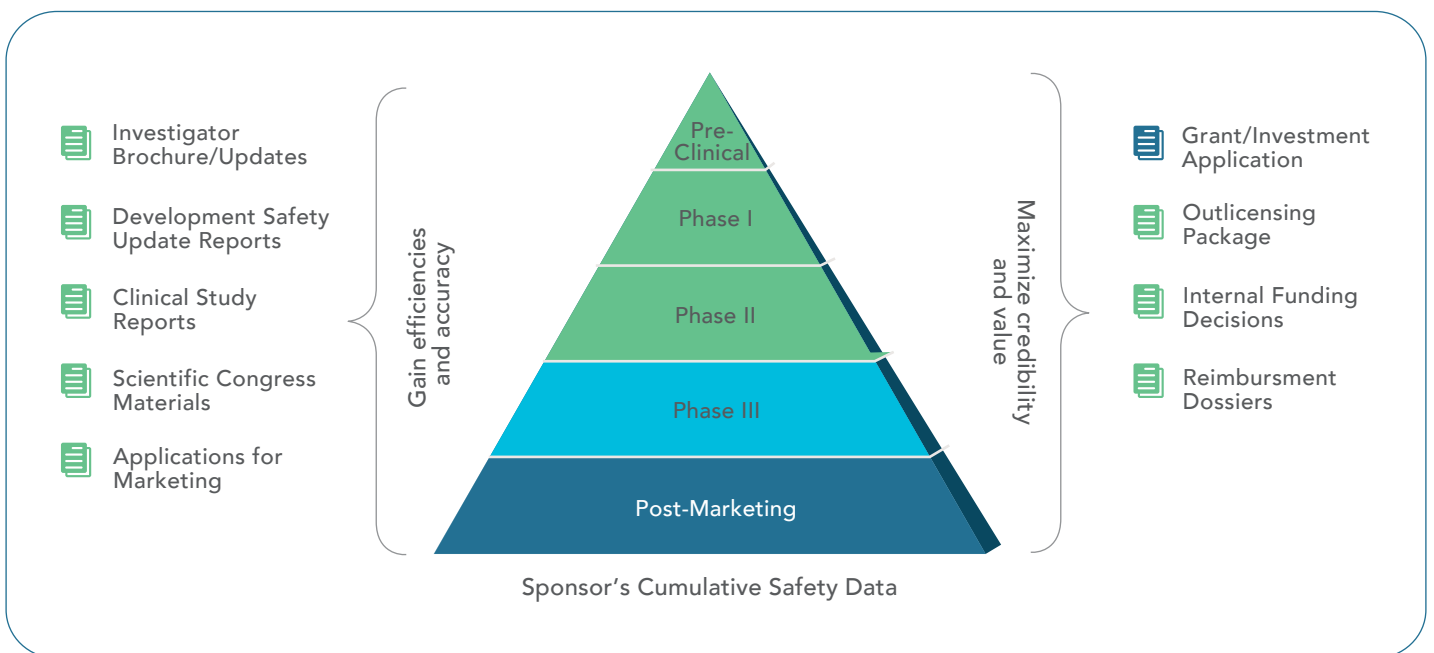 Investigator
Brochure/Updates
Development Safety
Update Reports
Clinical Study
Reports
Scientific Congress
Materials
Applications for
Marketing
Gain efficiencies
and accuracy
Pre-
Clinical
Phase I
Phase II
Phase III
Post-Marketing
Sponsor’s Cumulative Safety Data
Maximize credibility
and value
Grant/Investment
Application
Outlicensing
Package
Internal Funding
Decisions
Reimbursment
Dossiers